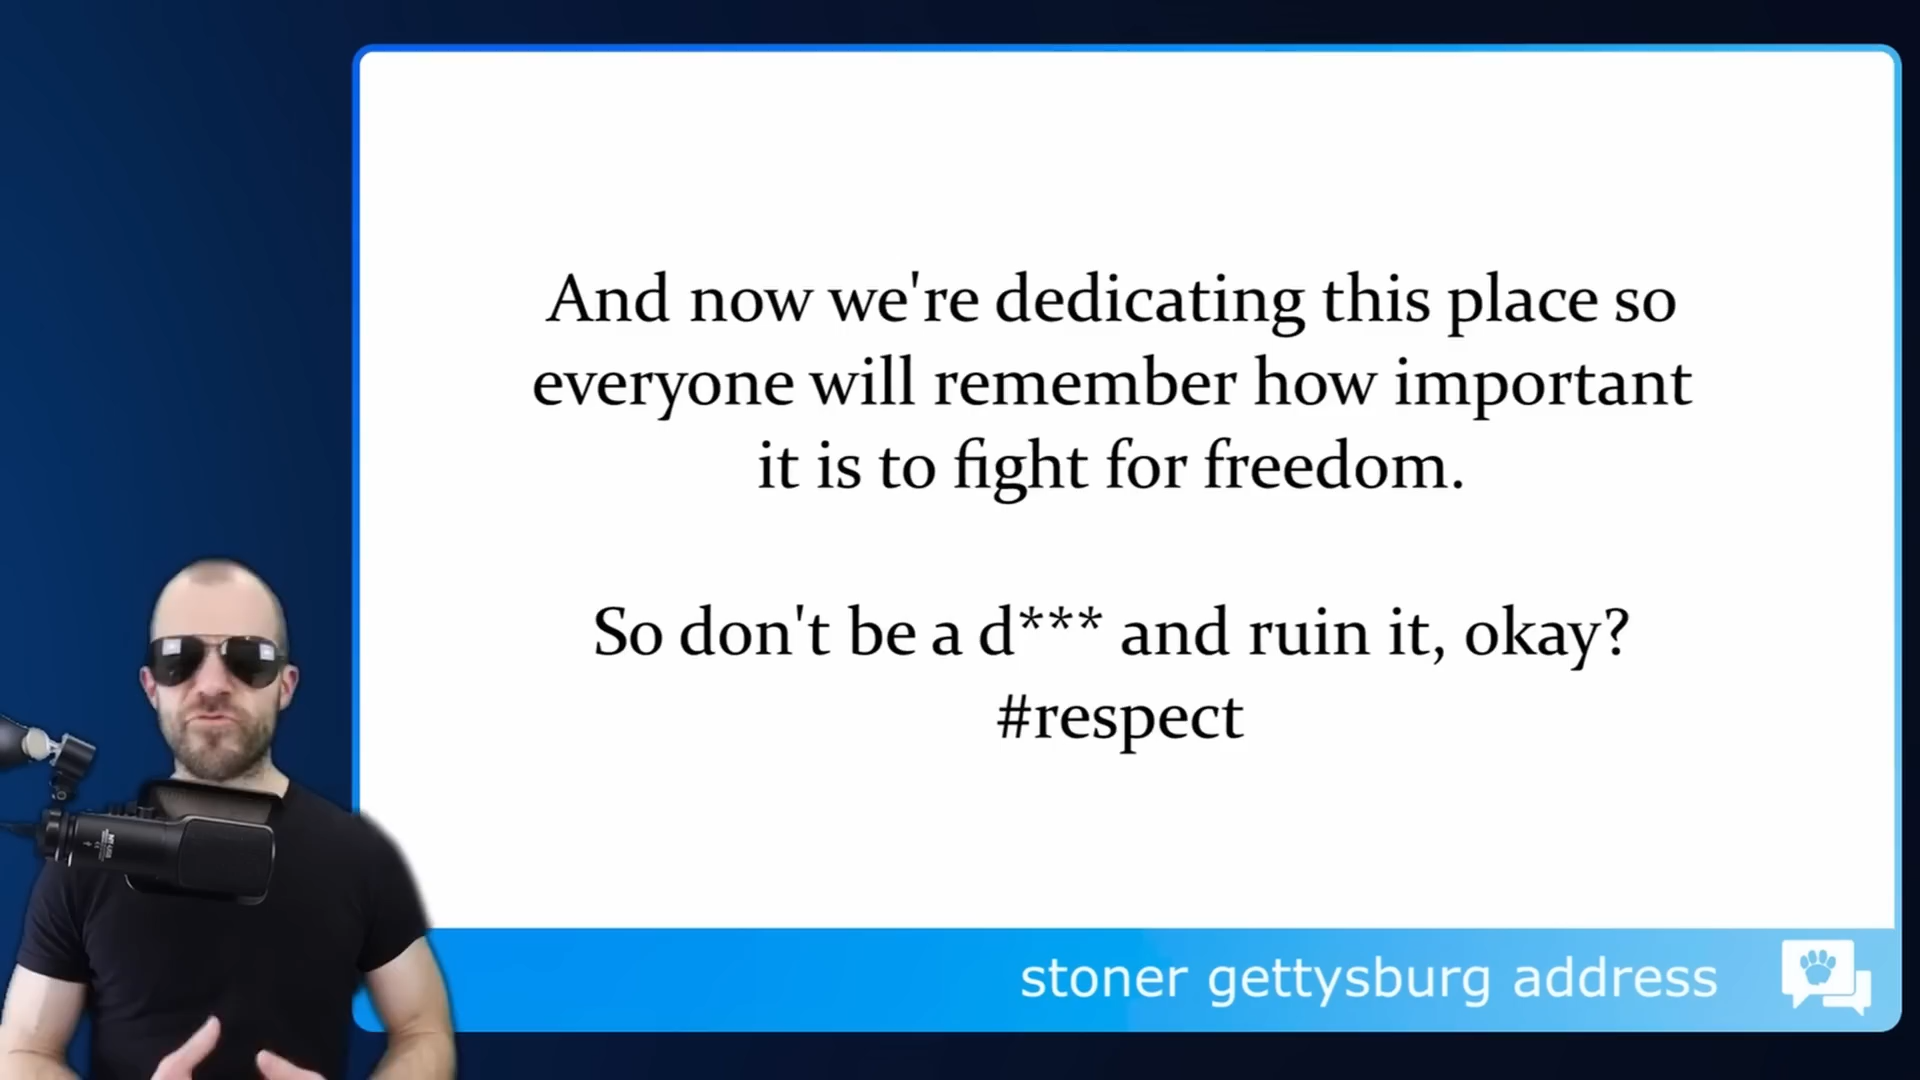 And now we're dedicating this place so
everyone will remember how important
it is to fight for freedom.
So don't be a d*** and ruin it, okay?
#respect
stoner gettysburg address